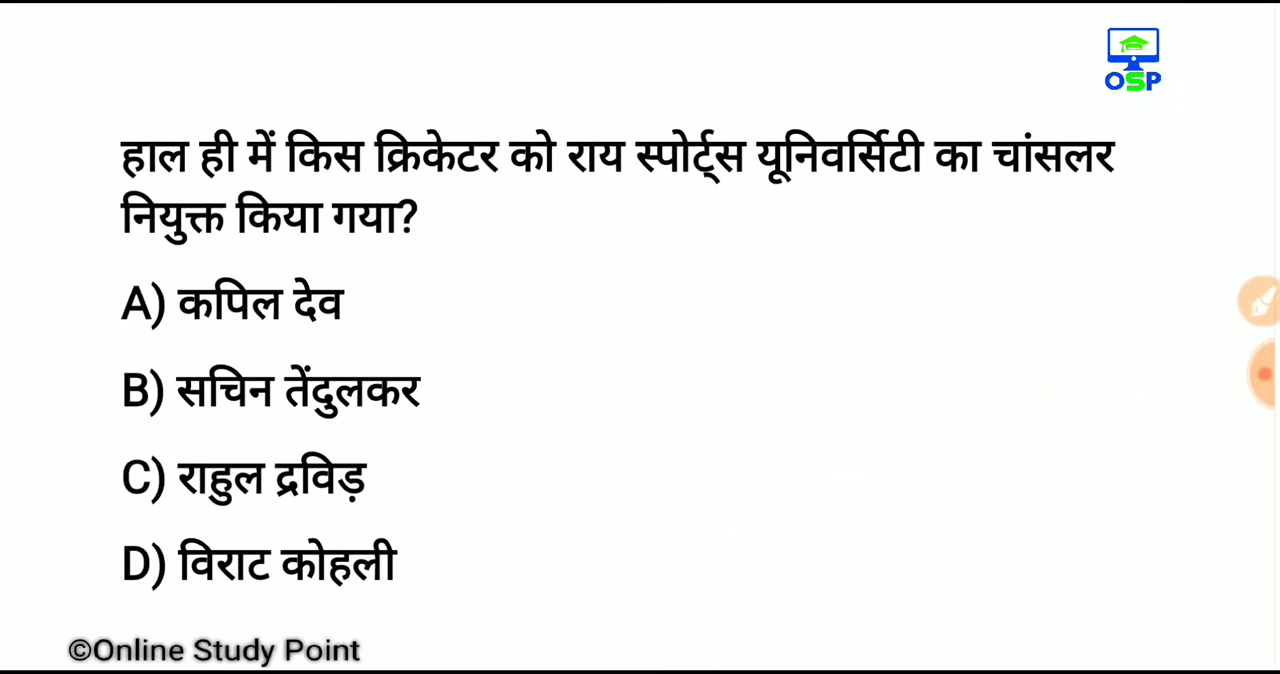 OSP
हाल ही में किस क्रिकेटर को राय स्पोर्ट्स यूनिवर्सिटी का चांसलर
नियुक्त किया गया?
A) कपिल देव
B) सचिन तेंदुलकर
C) राहुल द्रविड़
D) विराट कोहली
©Online Study Point